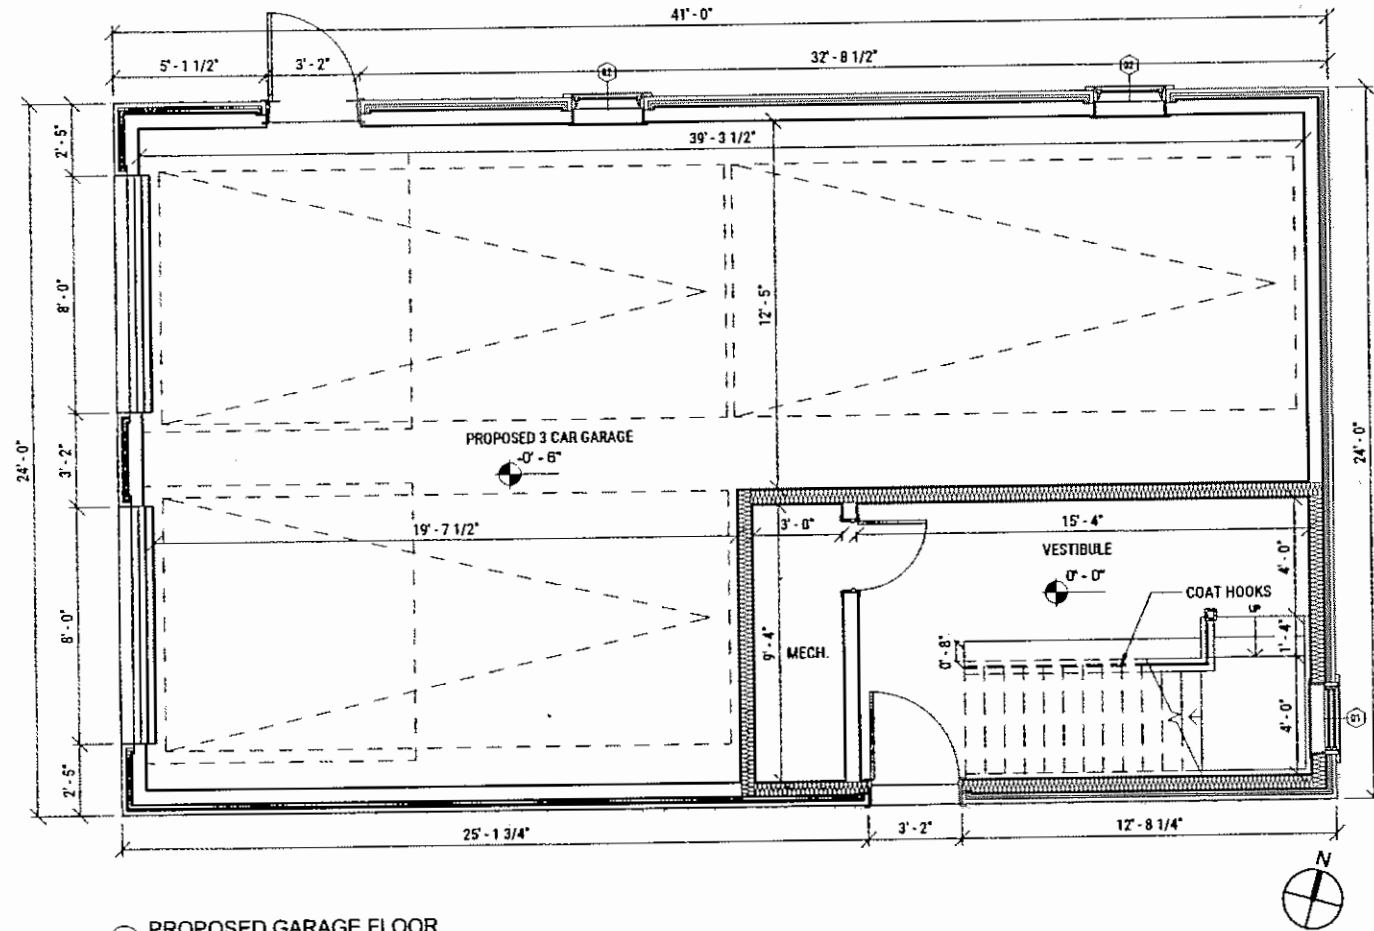 41' - 0"
5' - 1 1/2"
3' - 2"
32' - 8 1/2"
02
02
39' - 3 1/2"
2' - 5"
8' - 0"
12' - 5"
24' - 0"
3' - 2"
24' - 0"
PROPOSED 3 CAR GARAGE
-0' - 6"
19' - 7 1/2"
3' - 0"
15' - 4"
VESTIBULE
0' - 0"
4' - 0"
COAT HOOKS
8' - 0"
9' - 4"
MECH.
0' - 8"
1' - 4"
4' - 0"
2' - 5"
25' - 1 3/4"
3' - 2"
12' - 8 1/4"
N
PROPOSED GARAGE FLOOR